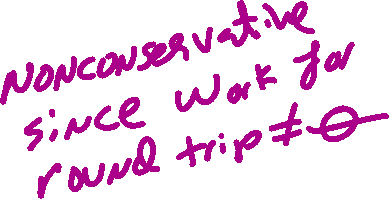 NONCONSERVATIVE
since work for
round trip ≠ 0